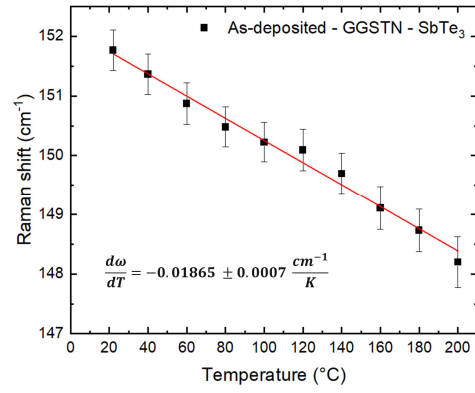 As-deposited - GGSTN - SbTe₃
152
151
150
149
148
147
Raman shift (cm⁻¹)
dω/dT = −0.01865 ± 0.0007 cm⁻¹/K
0 20 40 60 80 100 120 140 160 180 200
Temperature (°C)